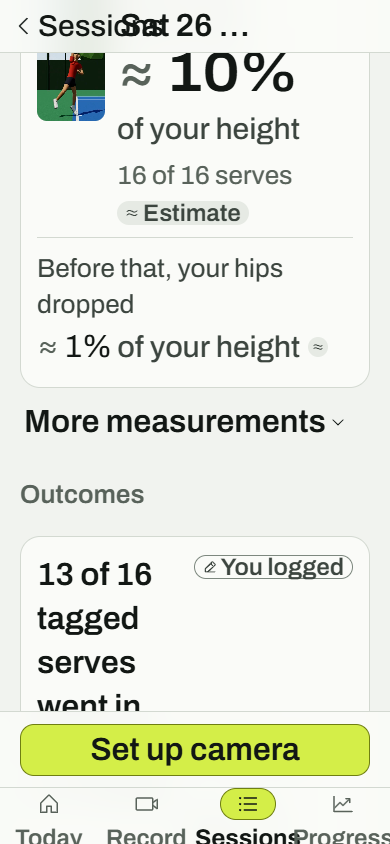 Sessions
Sat 26 ...
≈ 10%
of your height
16 of 16 serves
≈ Estimate
Before that, your hips
dropped
≈ 1% of your height ≈
More measurements
Outcomes
13 of 16
tagged
serves
went in
You logged
Set up camera
Today Record Sessions Progress